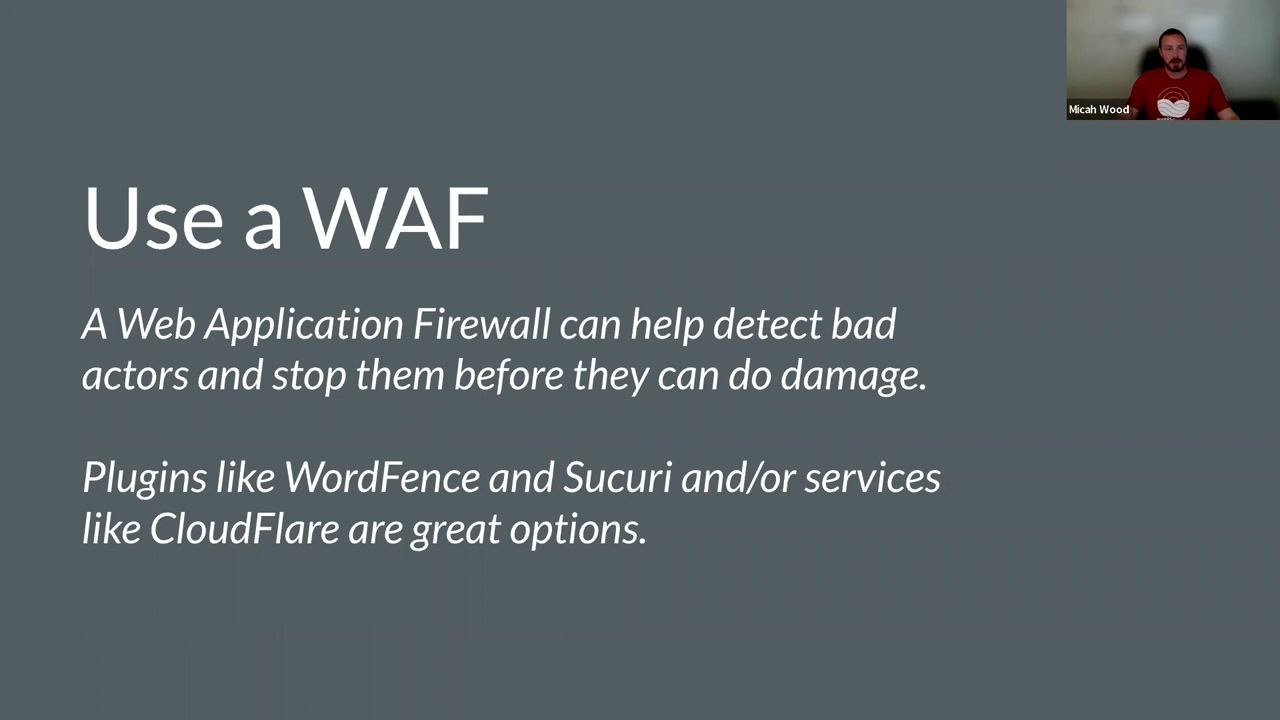 Micah Wood
Use a WAF
A Web Application Firewall can help detect bad
actors and stop them before they can do damage.
Plugins like WordFence and Sucuri and/or services
like CloudFlare are great options.